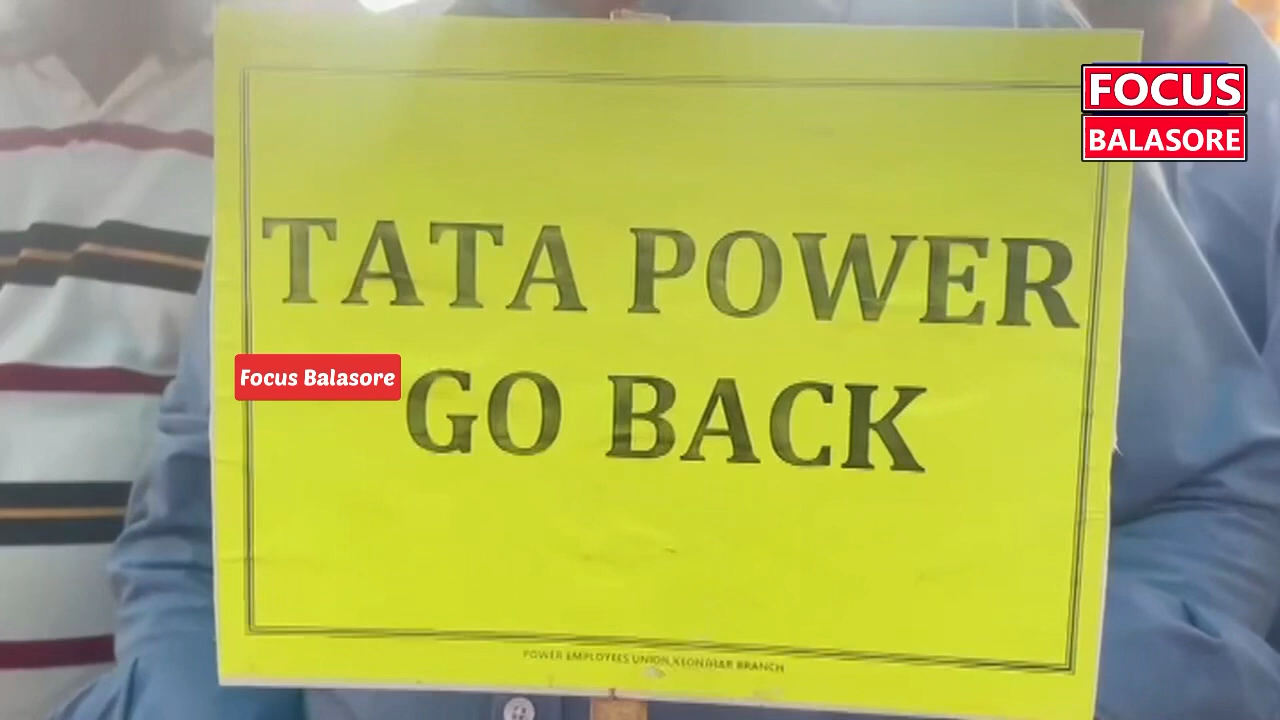 FOCUS
BALASORE
TATA POWER
Focus Balasore
GO BACK
POWER EMPLOYEES UNION,KEONJHAR BRANCH